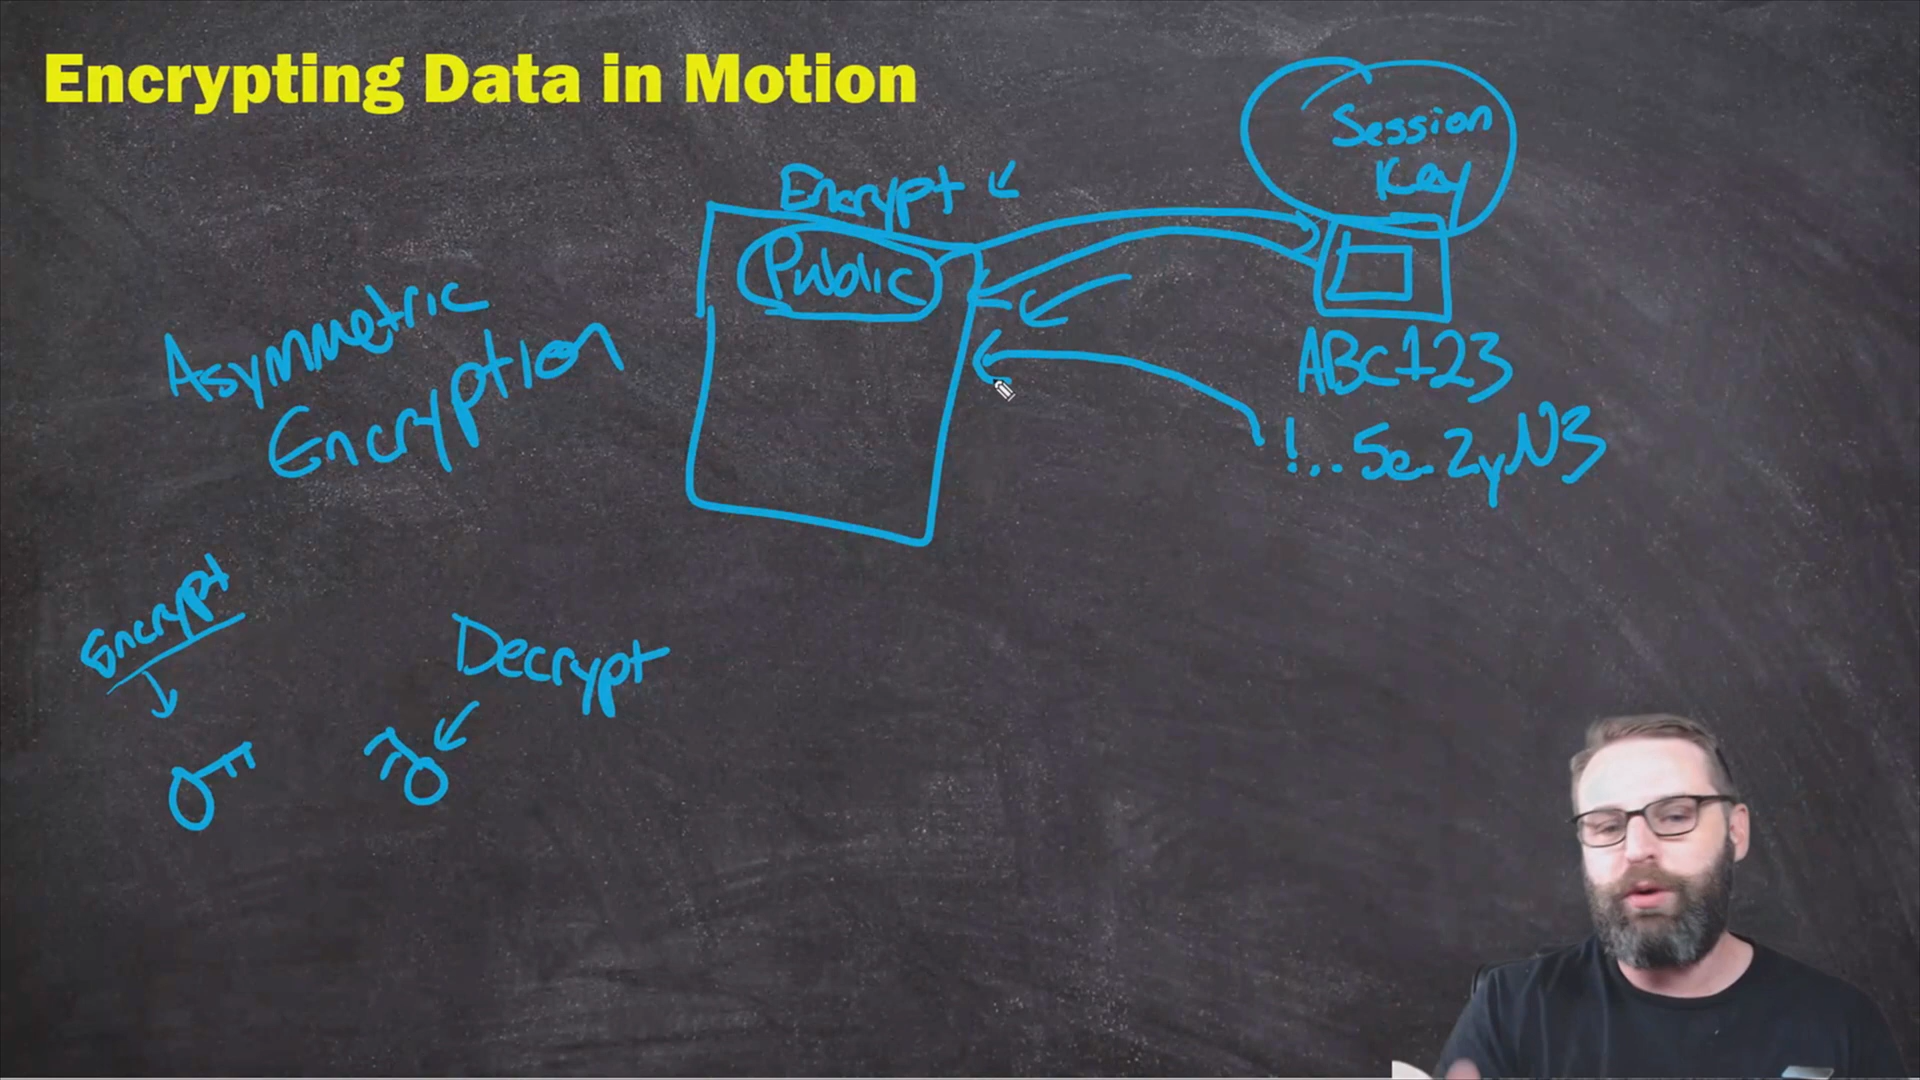 Encrypting Data in Motion
Session
Key
Encrypt
Public
Asymmetric
Encryption
ABC123
!..5e-2yN3
Encrypt
Decrypt